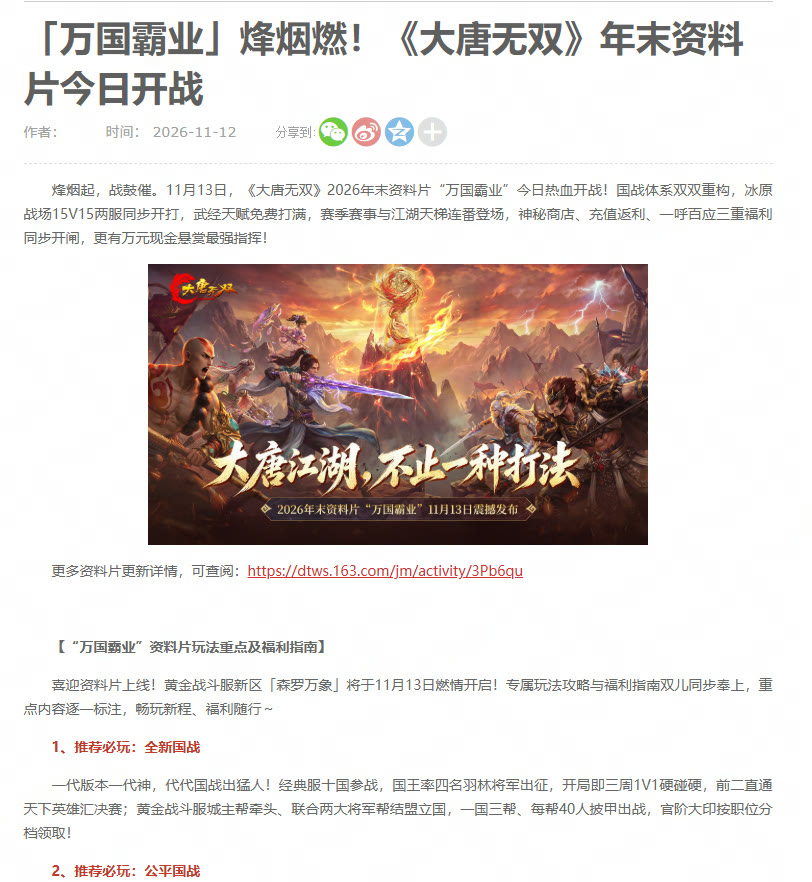 「万国霸业」烽烟燃！《大唐无双》年末资料
片今日开战
作者： 时间： 2026-11-12 分享到:
烽烟起，战鼓催。11月13日，《大唐无双》2026年末资料片“万国霸业”今日热血开战！国战体系双双重构，冰原
战场15V15两服同步开打，武经天赋免费打满，赛季赛事与江湖天梯连番登场，神秘商店、充值返利、一呼百应三重福利
同步开闸，更有万元现金悬赏最强指挥！
大唐无双
大唐江湖，不止一种打法
2026年末资料片“万国霸业”11月13日震撼发布
更多资料片更新详情，可查阅：https://dtws.163.com/jm/activity/3Pb6qu
【“万国霸业”资料片玩法重点及福利指南】
喜迎资料片上线！黄金战斗服新区「森罗万象」将于11月13日燃情开启！专属玩法攻略与福利指南双儿同步奉上，重
点内容逐一标注，畅玩新程、福利随行～
1、推荐必玩：全新国战
一代版本一代神，代代国战出猛人！经典服十国参战，国王率四名羽林将军出征，开局即三周1V1硬碰硬，前二直通
天下英雄汇决赛；黄金战斗服城主帮牵头、联合两大将军帮结盟立国，一国三帮、每帮40人披甲出战，官阶大印按职位分
档领取！
2、推荐必玩：公平国战